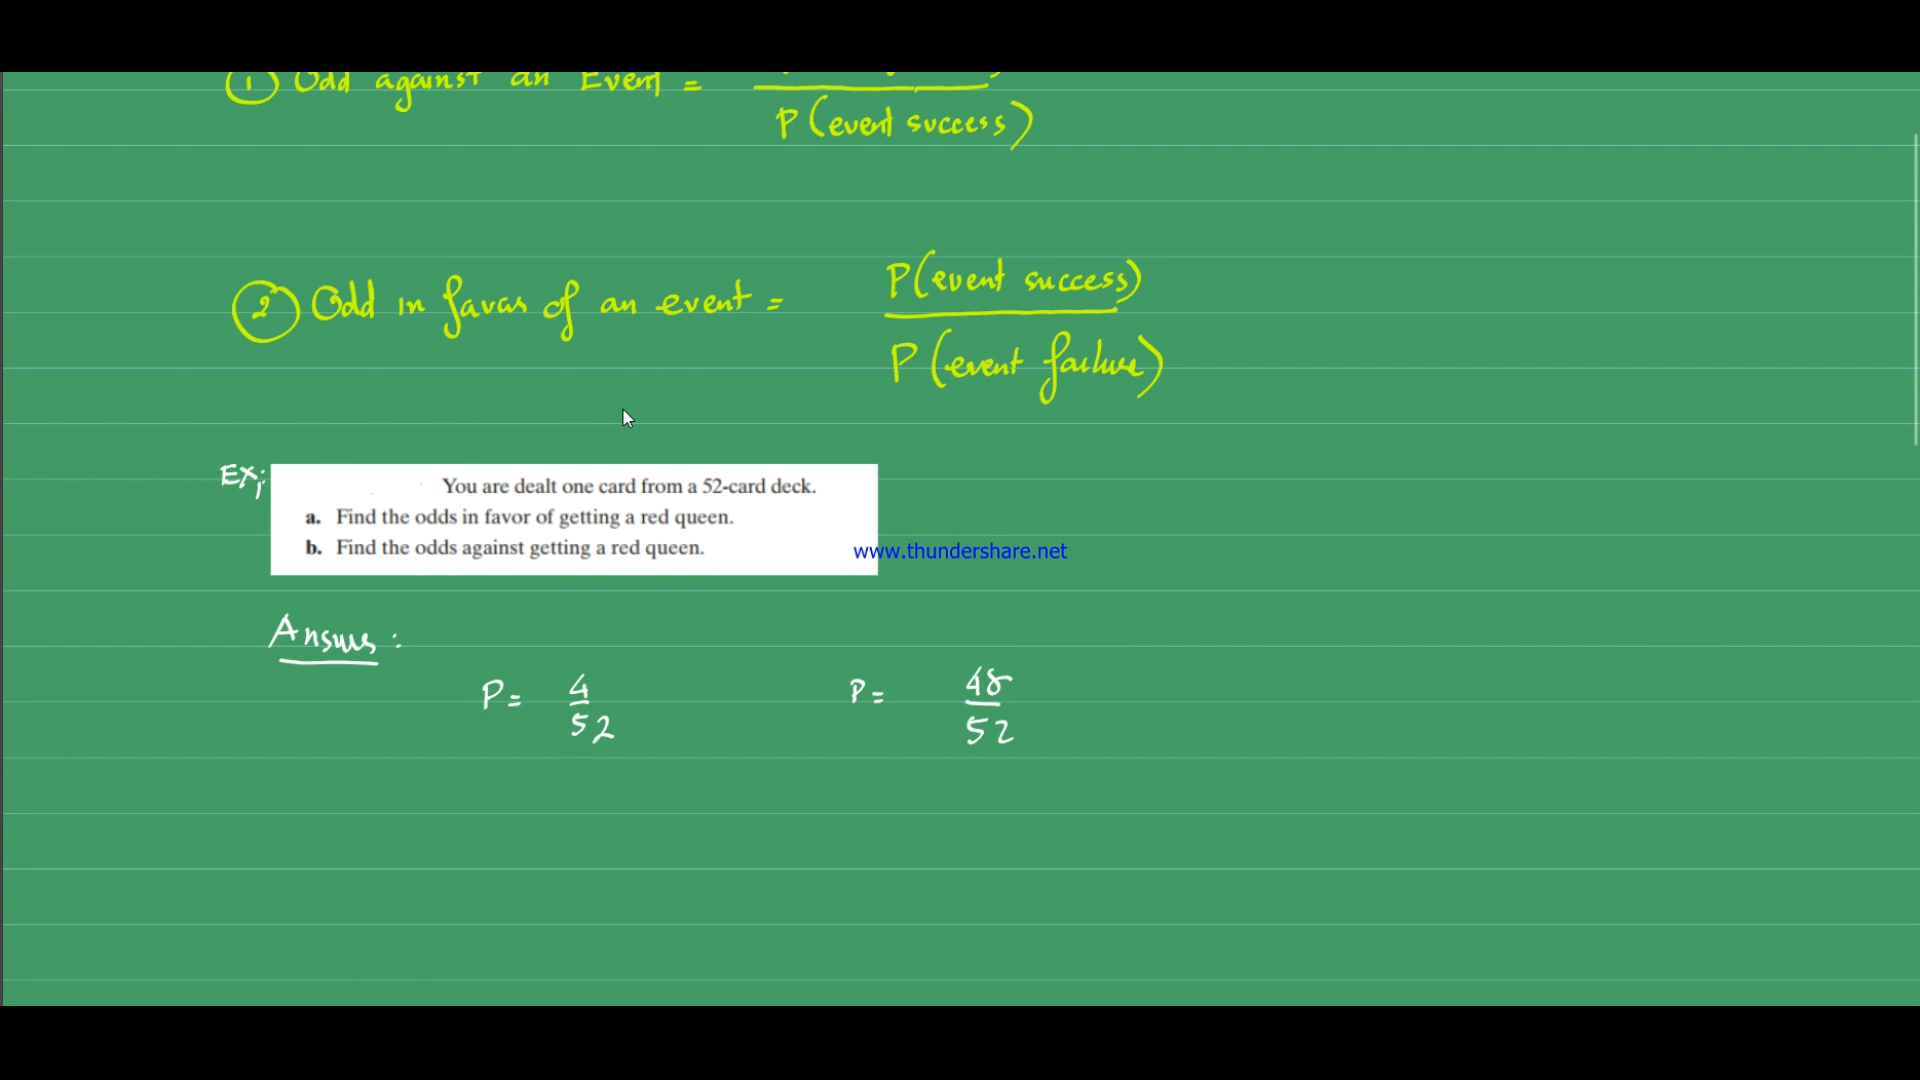 ① Odd against an Event =
P(event success)
② Odd in favor of an event = P(event success)
P(event failure)
Ex:
You are dealt one card from a 52-card deck.
a. Find the odds in favor of getting a red queen.
b. Find the odds against getting a red queen.
www.thundershare.net
Answer:
P = 4/52 P = 48/52